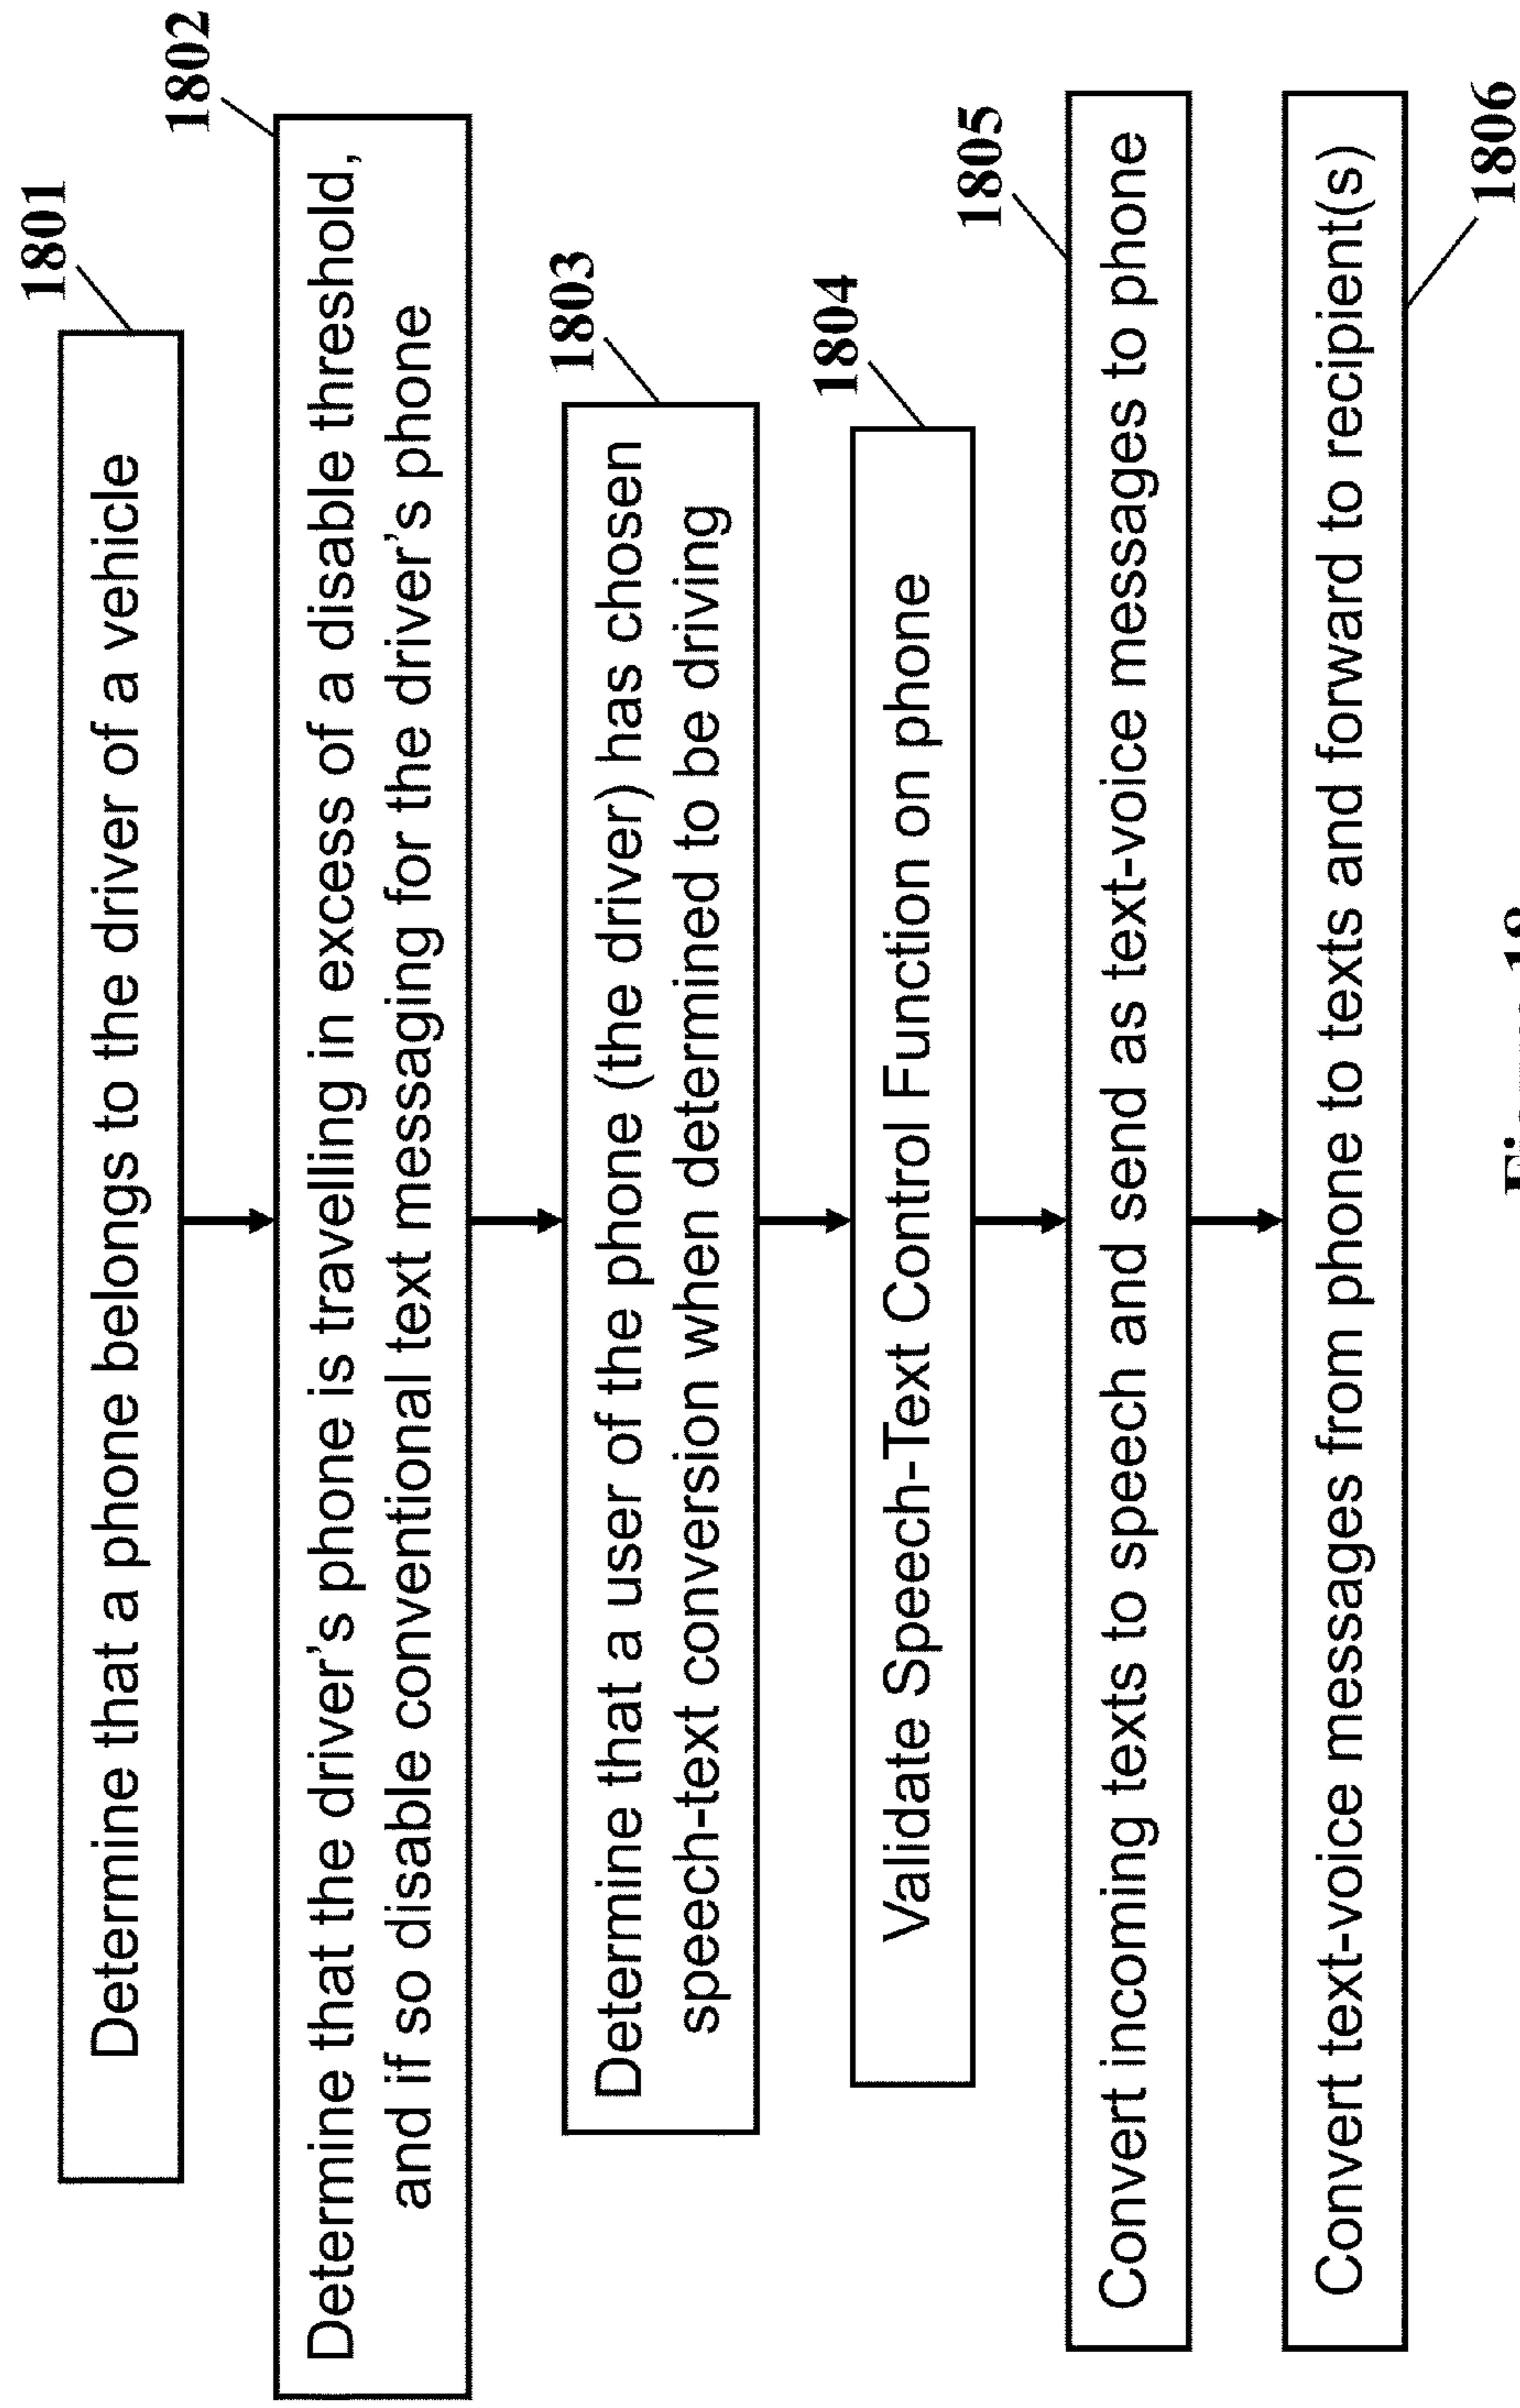 1801
Determine that a phone belongs to the driver of a vehicle
1802
Determine that the driver's phone is travelling in excess of a disable threshold,
and if so disable conventional text messaging for the driver's phone
1803
Determine that a user of the phone (the driver) has chosen
speech-text conversion when determined to be driving
1804
Validate Speech-Text Control Function on phone
1805
Convert incoming texts to speech and send as text-voice messages to phone
Convert text-voice messages from phone to texts and forward to recipient(s)
1806